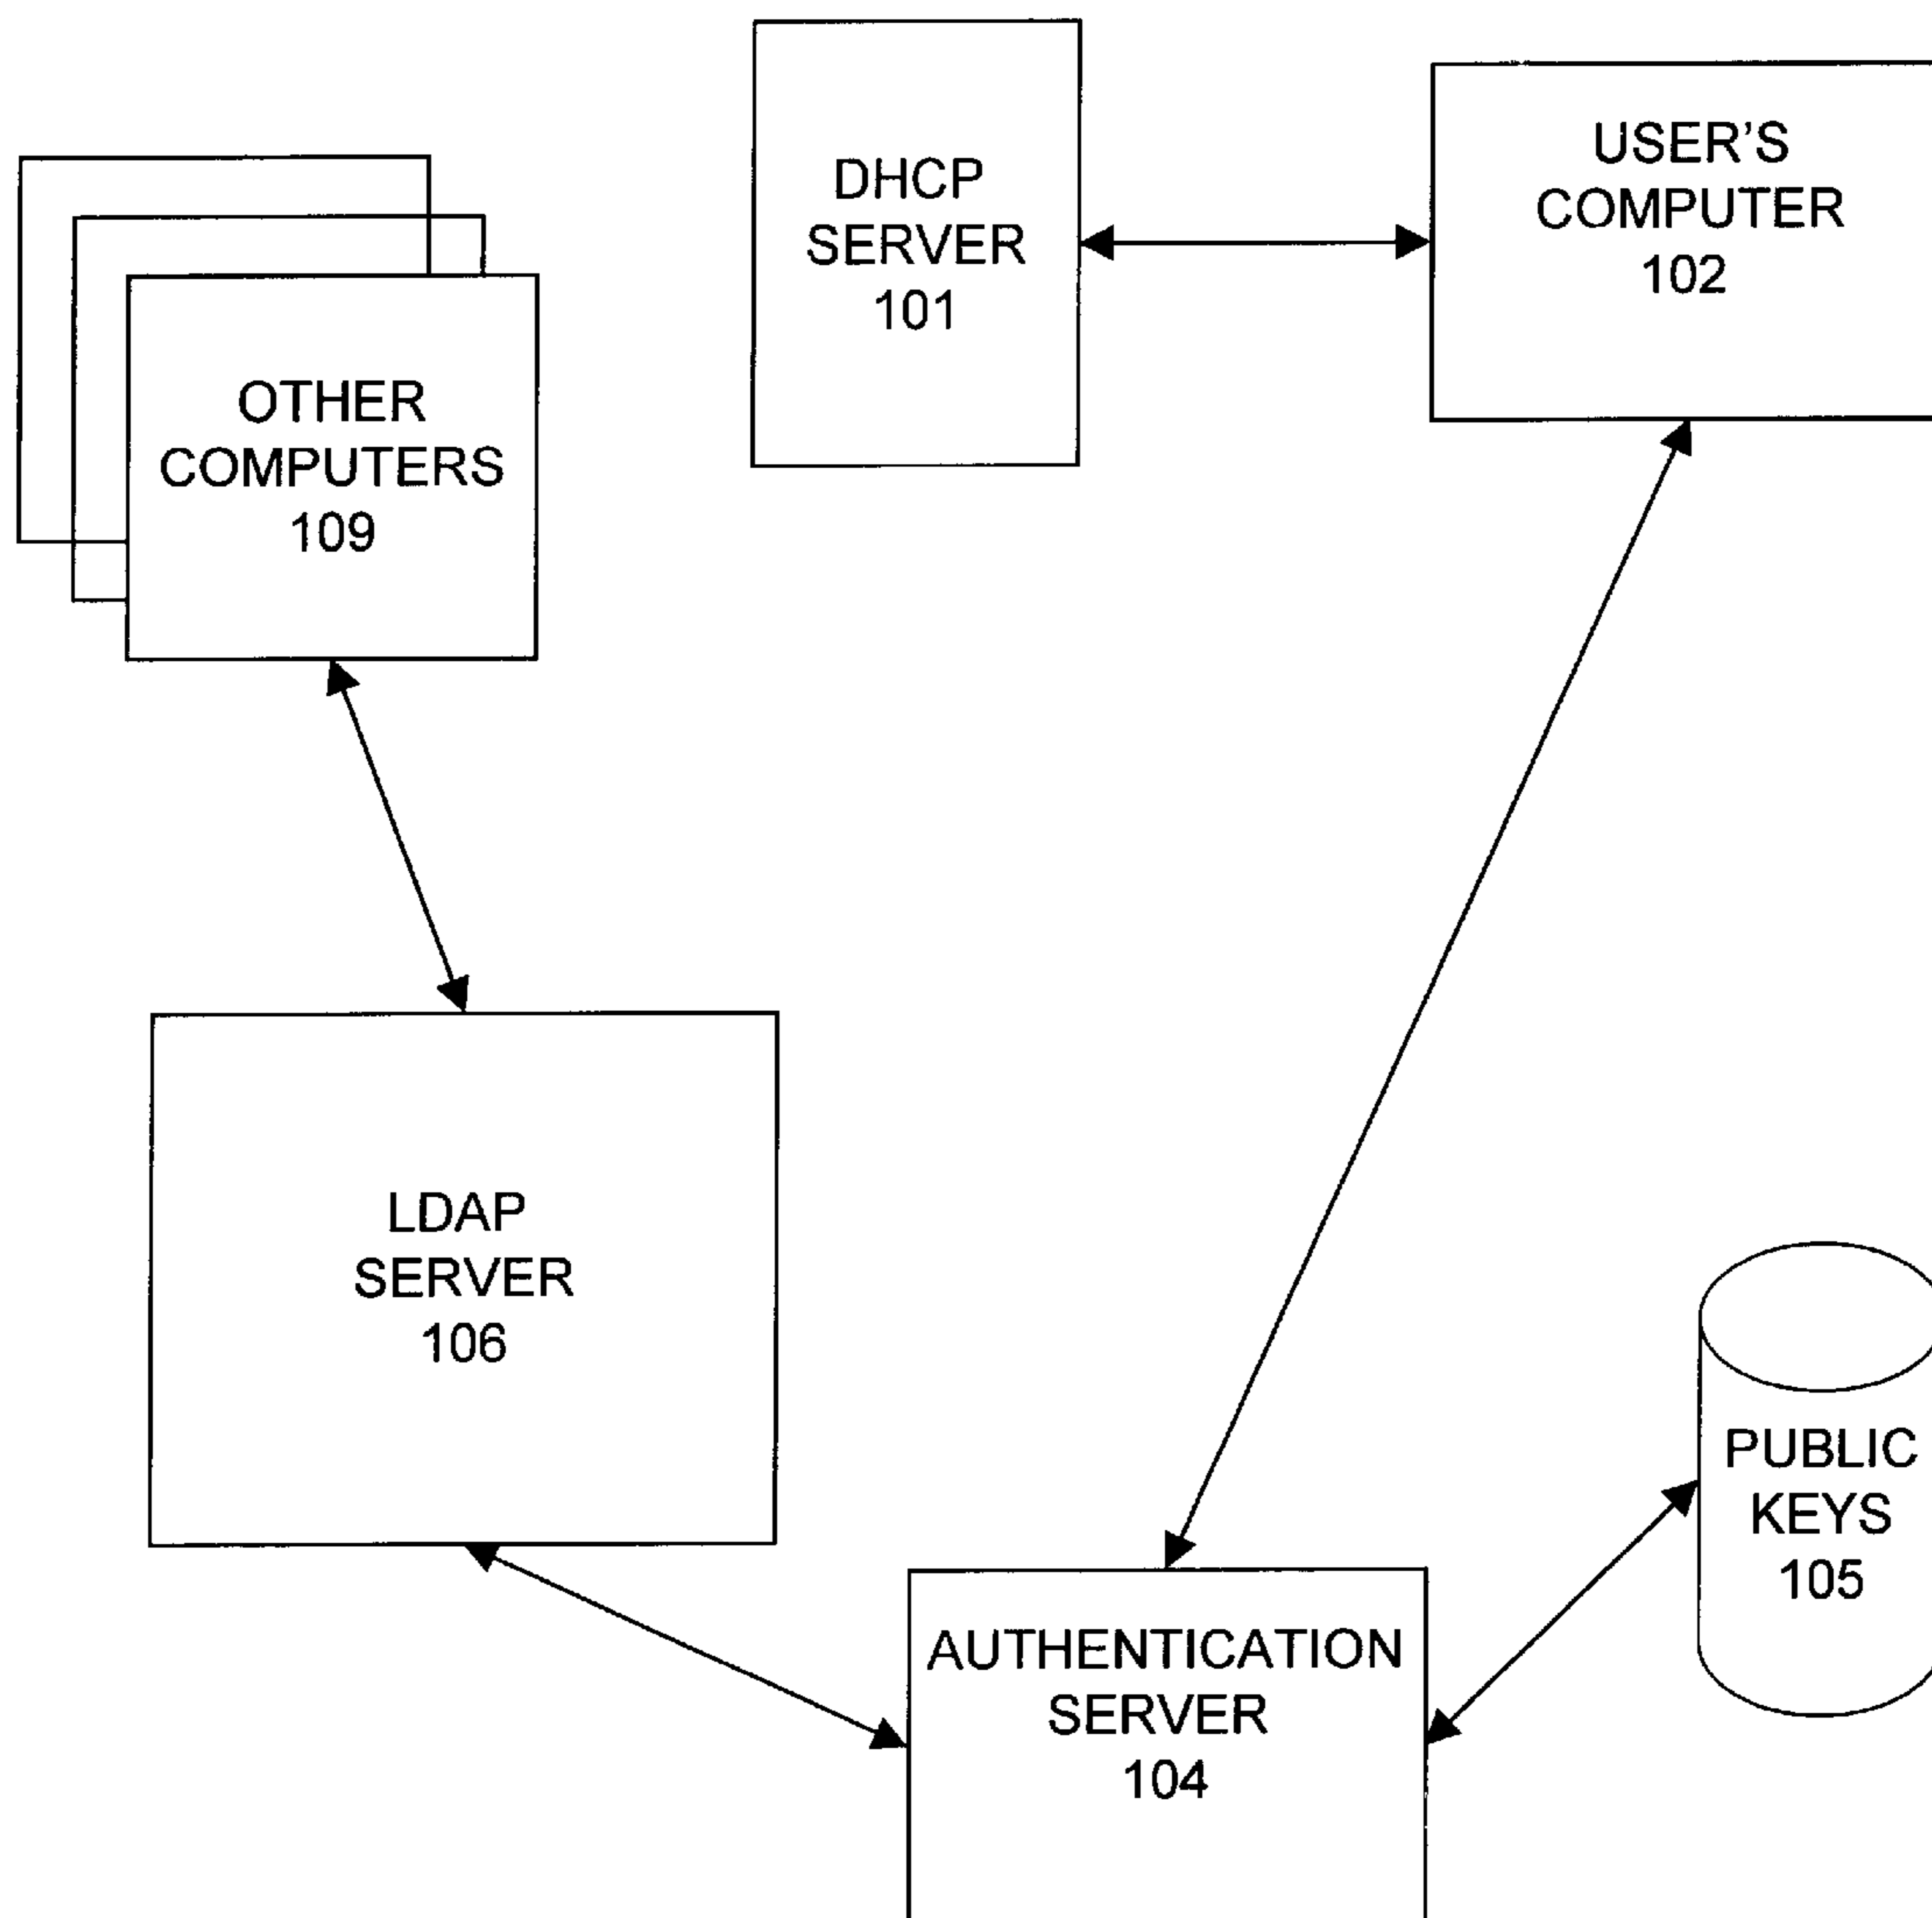 DHCP
SERVER
101
USER'S
COMPUTER
102
OTHER
COMPUTERS
109
LDAP
SERVER
106
PUBLIC
KEYS
105
AUTHENTICATION
SERVER
104